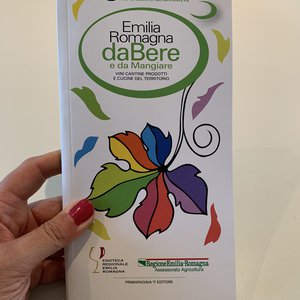 Emilia
Romagna
daBere
e da Mangiare
VINI CANTINE PRODOTTI
E CUCINE DEL TERRITORIO
ENOTECA
REGIONALE
EMILIA
ROMAGNA
RegioneEmilia-Romagna
Assessorato Agricoltura
PRIMAPAGINA EDITORE